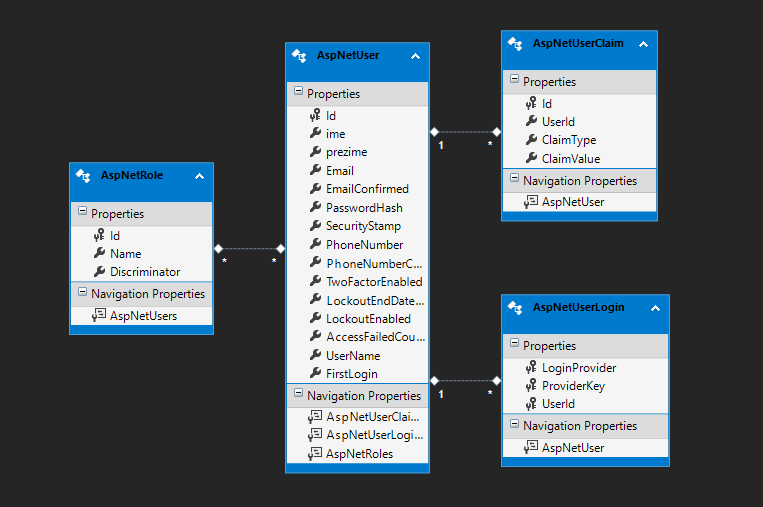 AspNetRole
Properties
Id
Name
Discriminator
Navigation Properties
AspNetUsers
*
*
AspNetUser
Properties
Id
ime
prezime
Email
EmailConfirmed
PasswordHash
SecurityStamp
PhoneNumber
PhoneNumberC...
TwoFactorEnabled
LockoutEndDate...
LockoutEnabled
AccessFailedCou...
UserName
FirstLogin
Navigation Properties
AspNetUserClai...
AspNetUserLogi...
AspNetRoles
1
*
AspNetUserClaim
Properties
Id
UserId
ClaimType
ClaimValue
Navigation Properties
AspNetUser
1
*
AspNetUserLogin
Properties
LoginProvider
ProviderKey
UserId
Navigation Properties
AspNetUser